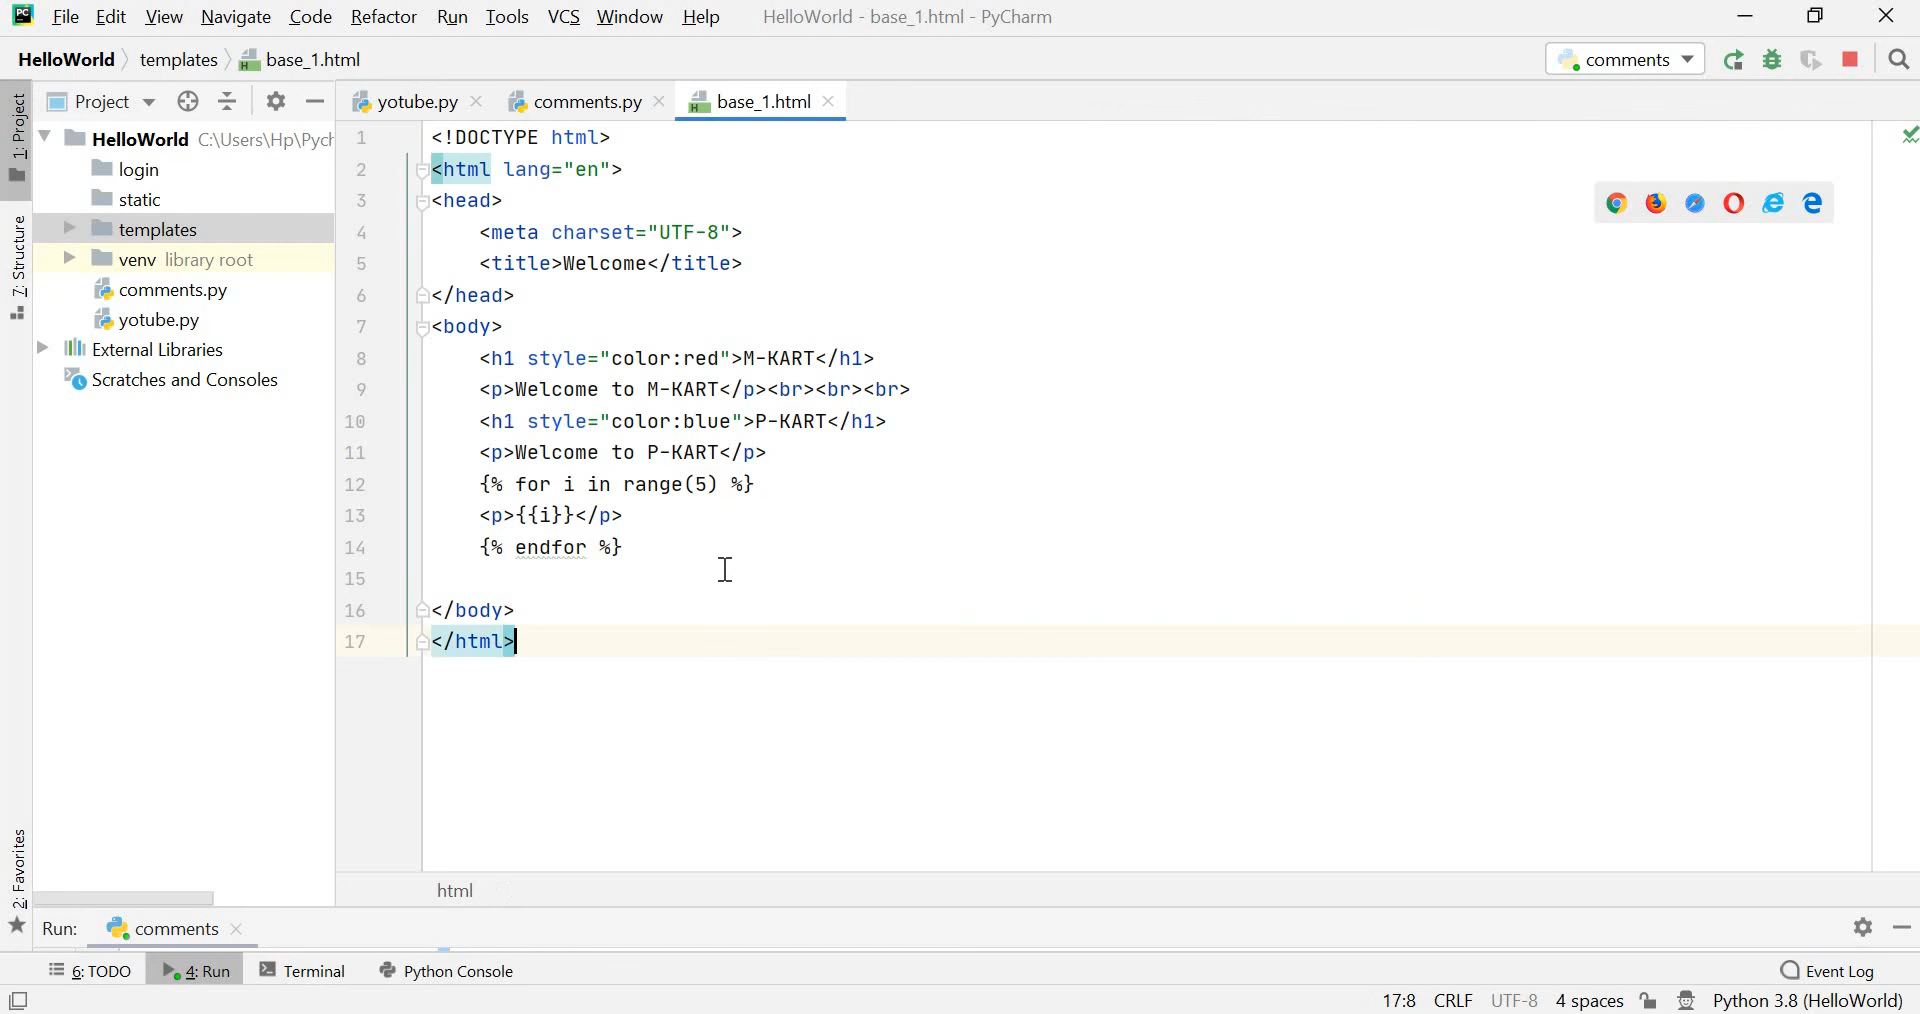 PC File Edit View Navigate Code Refactor Run Tools VCS Window Help HelloWorld - base_1.html - PyCharm
HelloWorld templates base_1.html comments
1: Project
7: Structure
2: Favorites
Project
HelloWorld C:\Users\Hp\Pych
login
static
templates
venv library root
comments.py
yotube.py
External Libraries
Scratches and Consoles
yotube.py comments.py base_1.html
1 <!DOCTYPE html>
2 <html lang="en">
3 <head>
4 <meta charset="UTF-8">
5 <title>Welcome</title>
6 </head>
7 <body>
8 <h1 style="color:red">M-KART</h1>
9 <p>Welcome to M-KART</p><br><br><br>
10 <h1 style="color:blue">P-KART</h1>
11 <p>Welcome to P-KART</p>
12 {% for i in range(5) %}
13 <p>{{i}}</p>
14 {% endfor %}
15
16 </body>
17 </html>
html
Run: comments
6: TODO 4: Run Terminal Python Console Event Log
17:8 CRLF UTF-8 4 spaces Python 3.8 (HelloWorld)